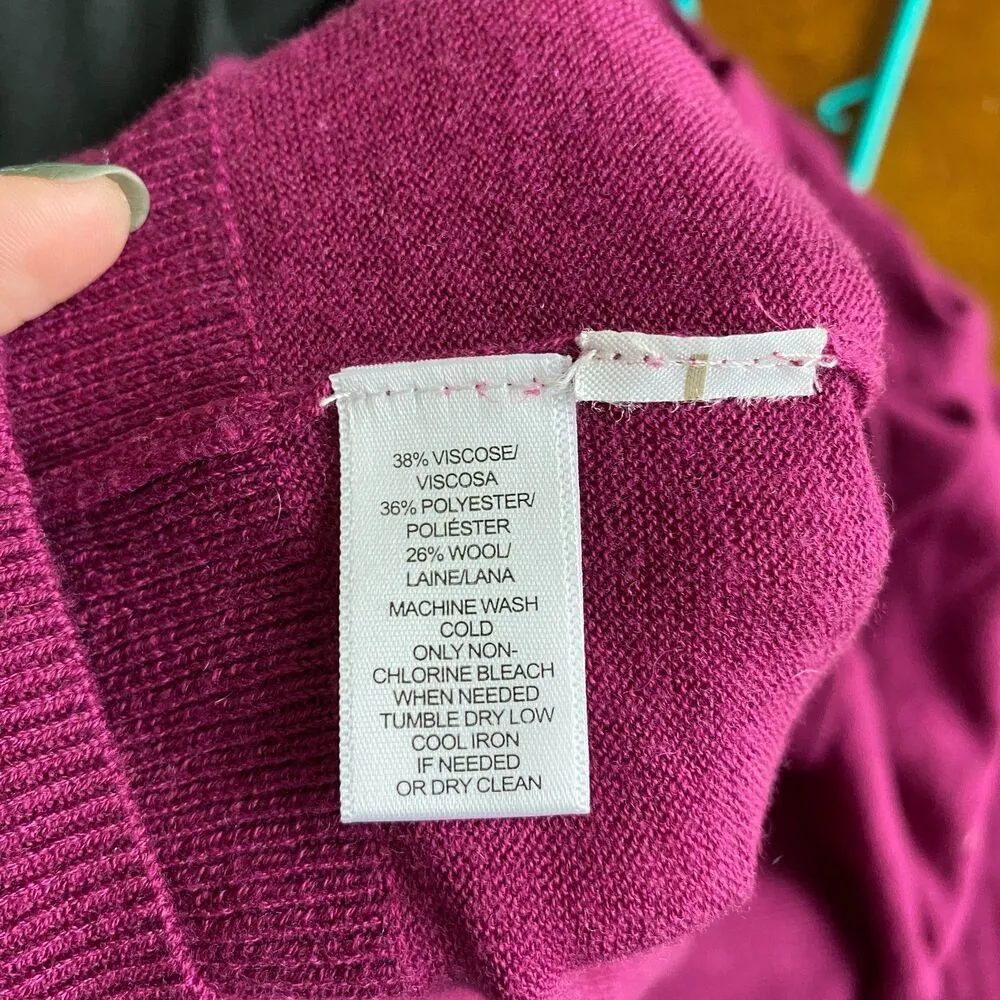 38% VISCOSE/
VISCOSA
36% POLYESTER/
POLIÉSTER
26% WOOL/
LAINE/LANA
MACHINE WASH
COLD
ONLY NON-
CHLORINE BLEACH
WHEN NEEDED
TUMBLE DRY LOW
COOL IRON
IF NEEDED
OR DRY CLEAN